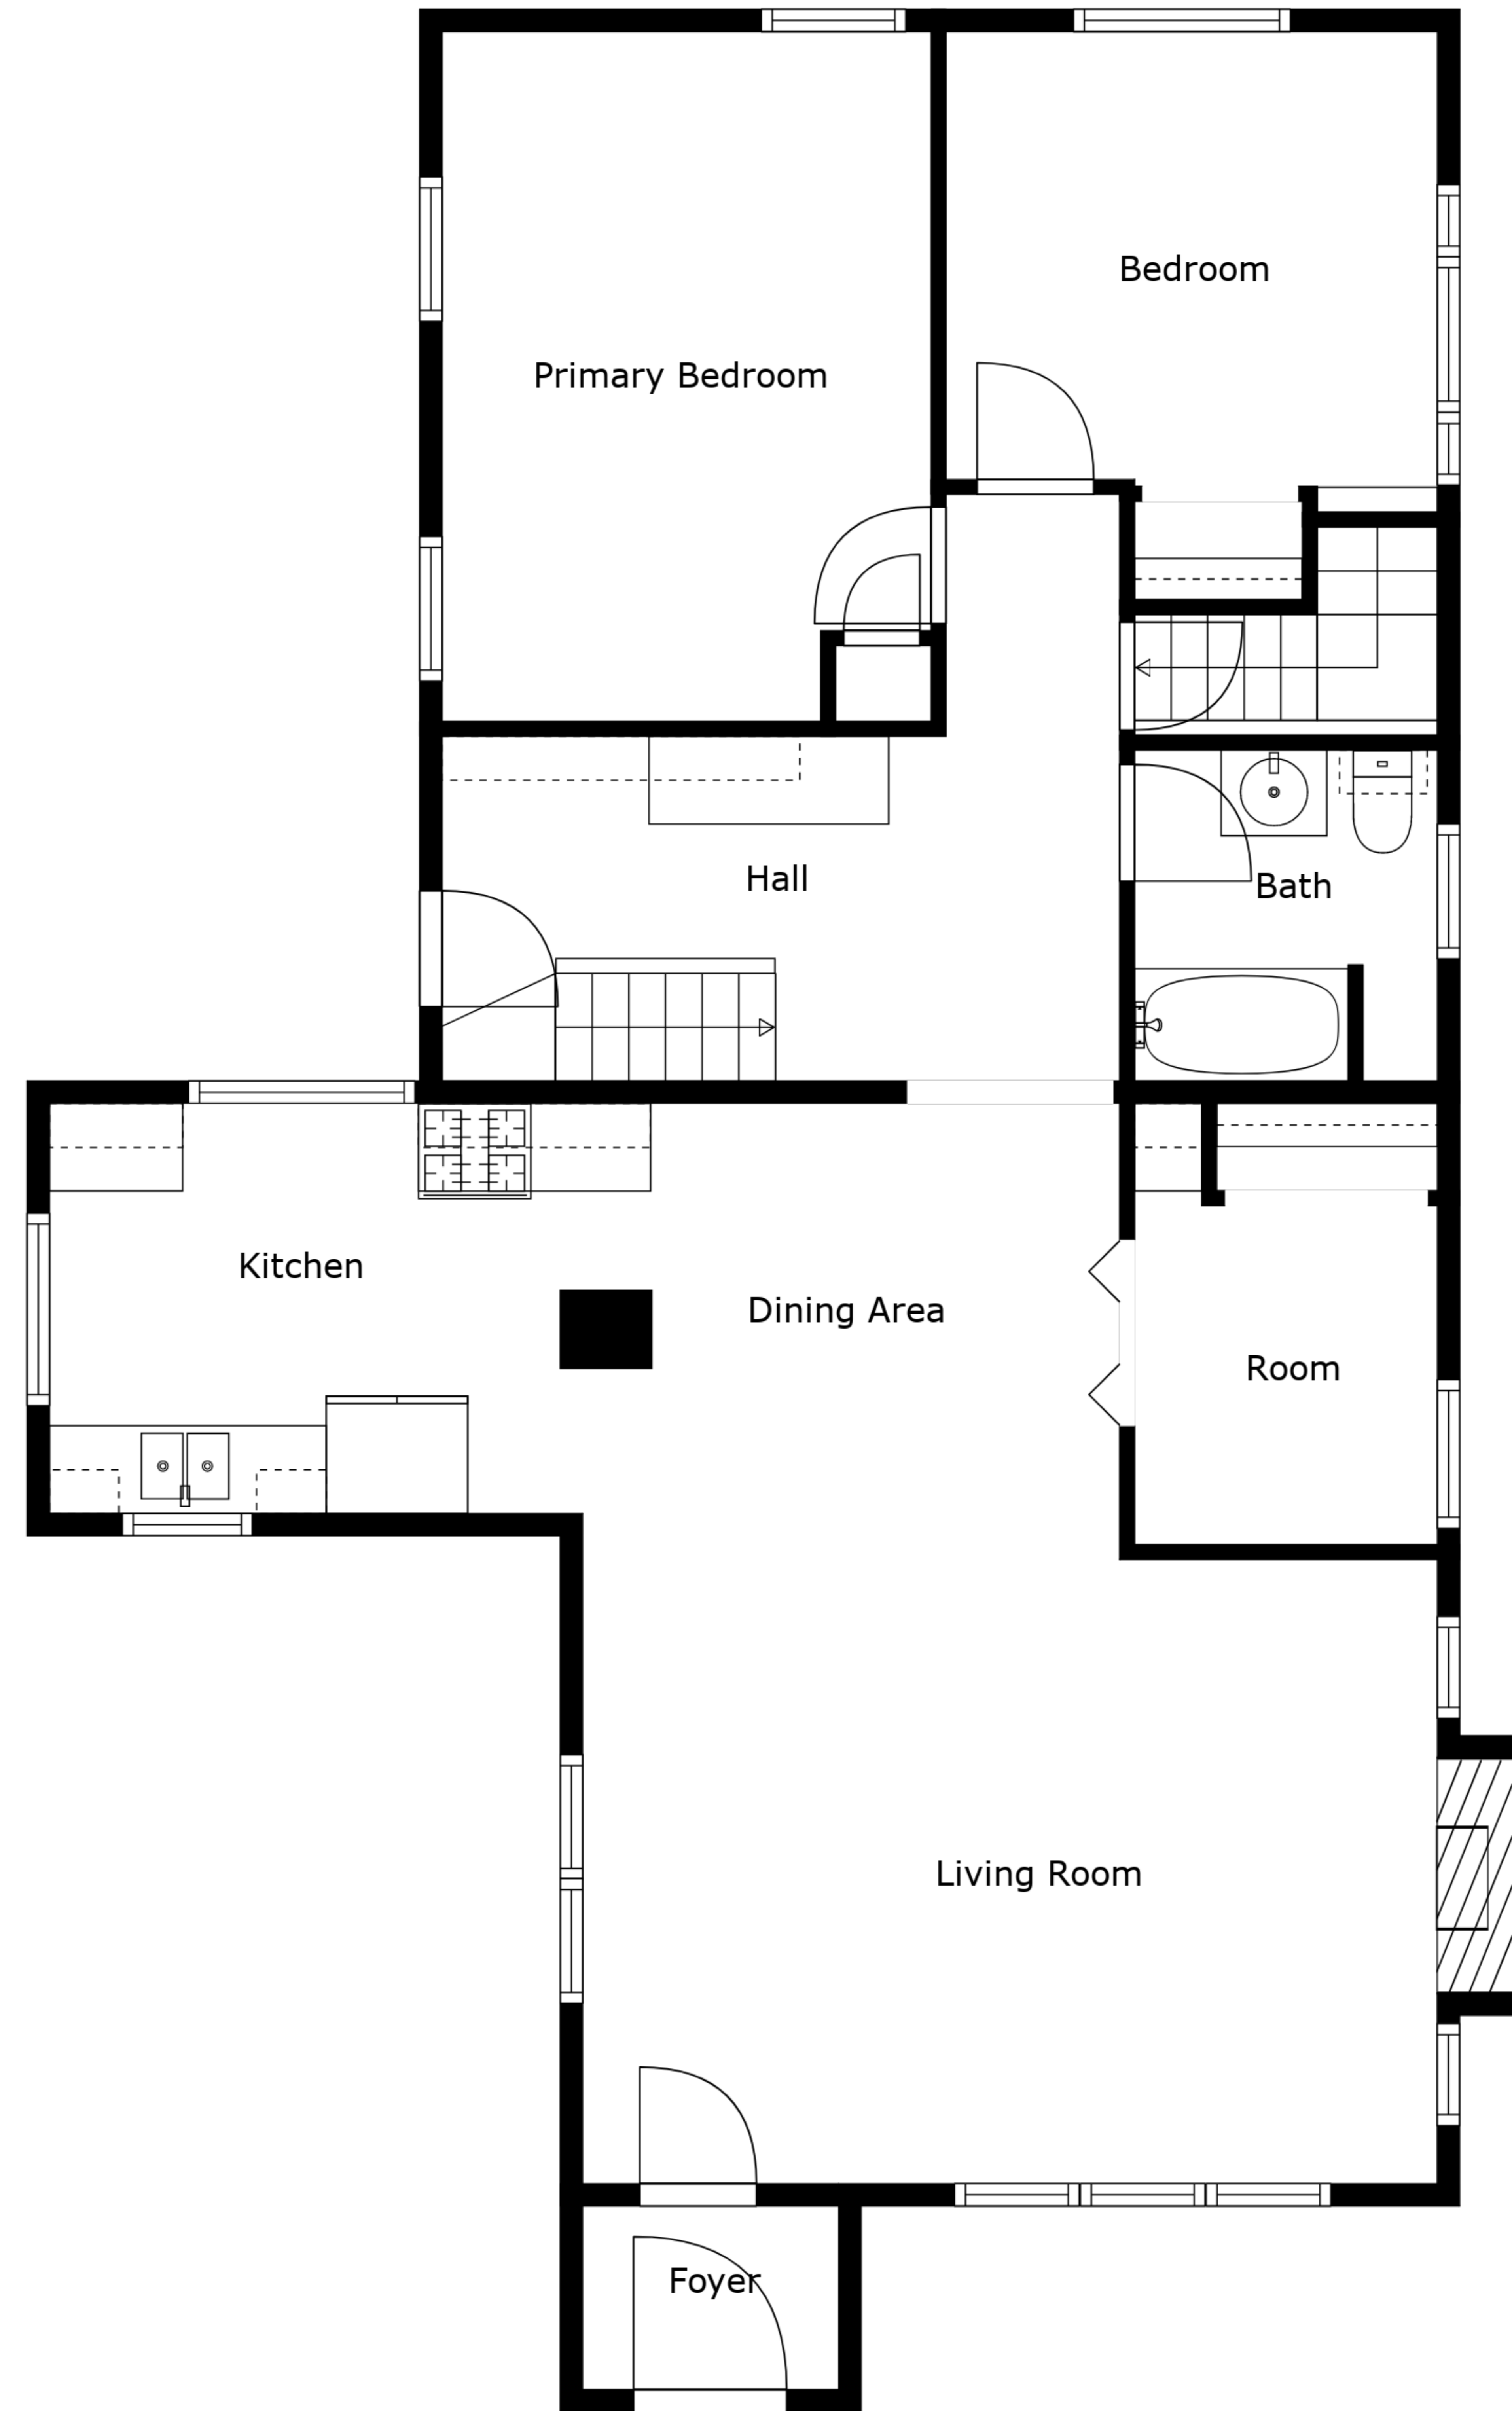 Bedroom
Primary Bedroom
Hall
Bath
Kitchen
Dining Area
Room
Living Room
Foyer